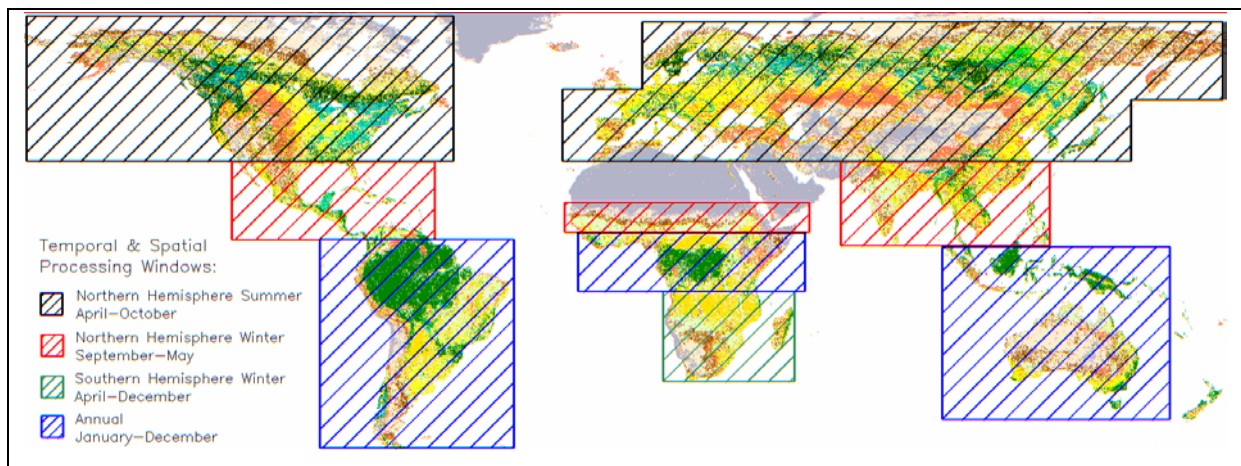 Temporal & Spatial
Processing Windows:
Northern Hemisphere Summer
April–October
Northern Hemisphere Winter
September–May
Southern Hemisphere Winter
April–December
Annual
January–December